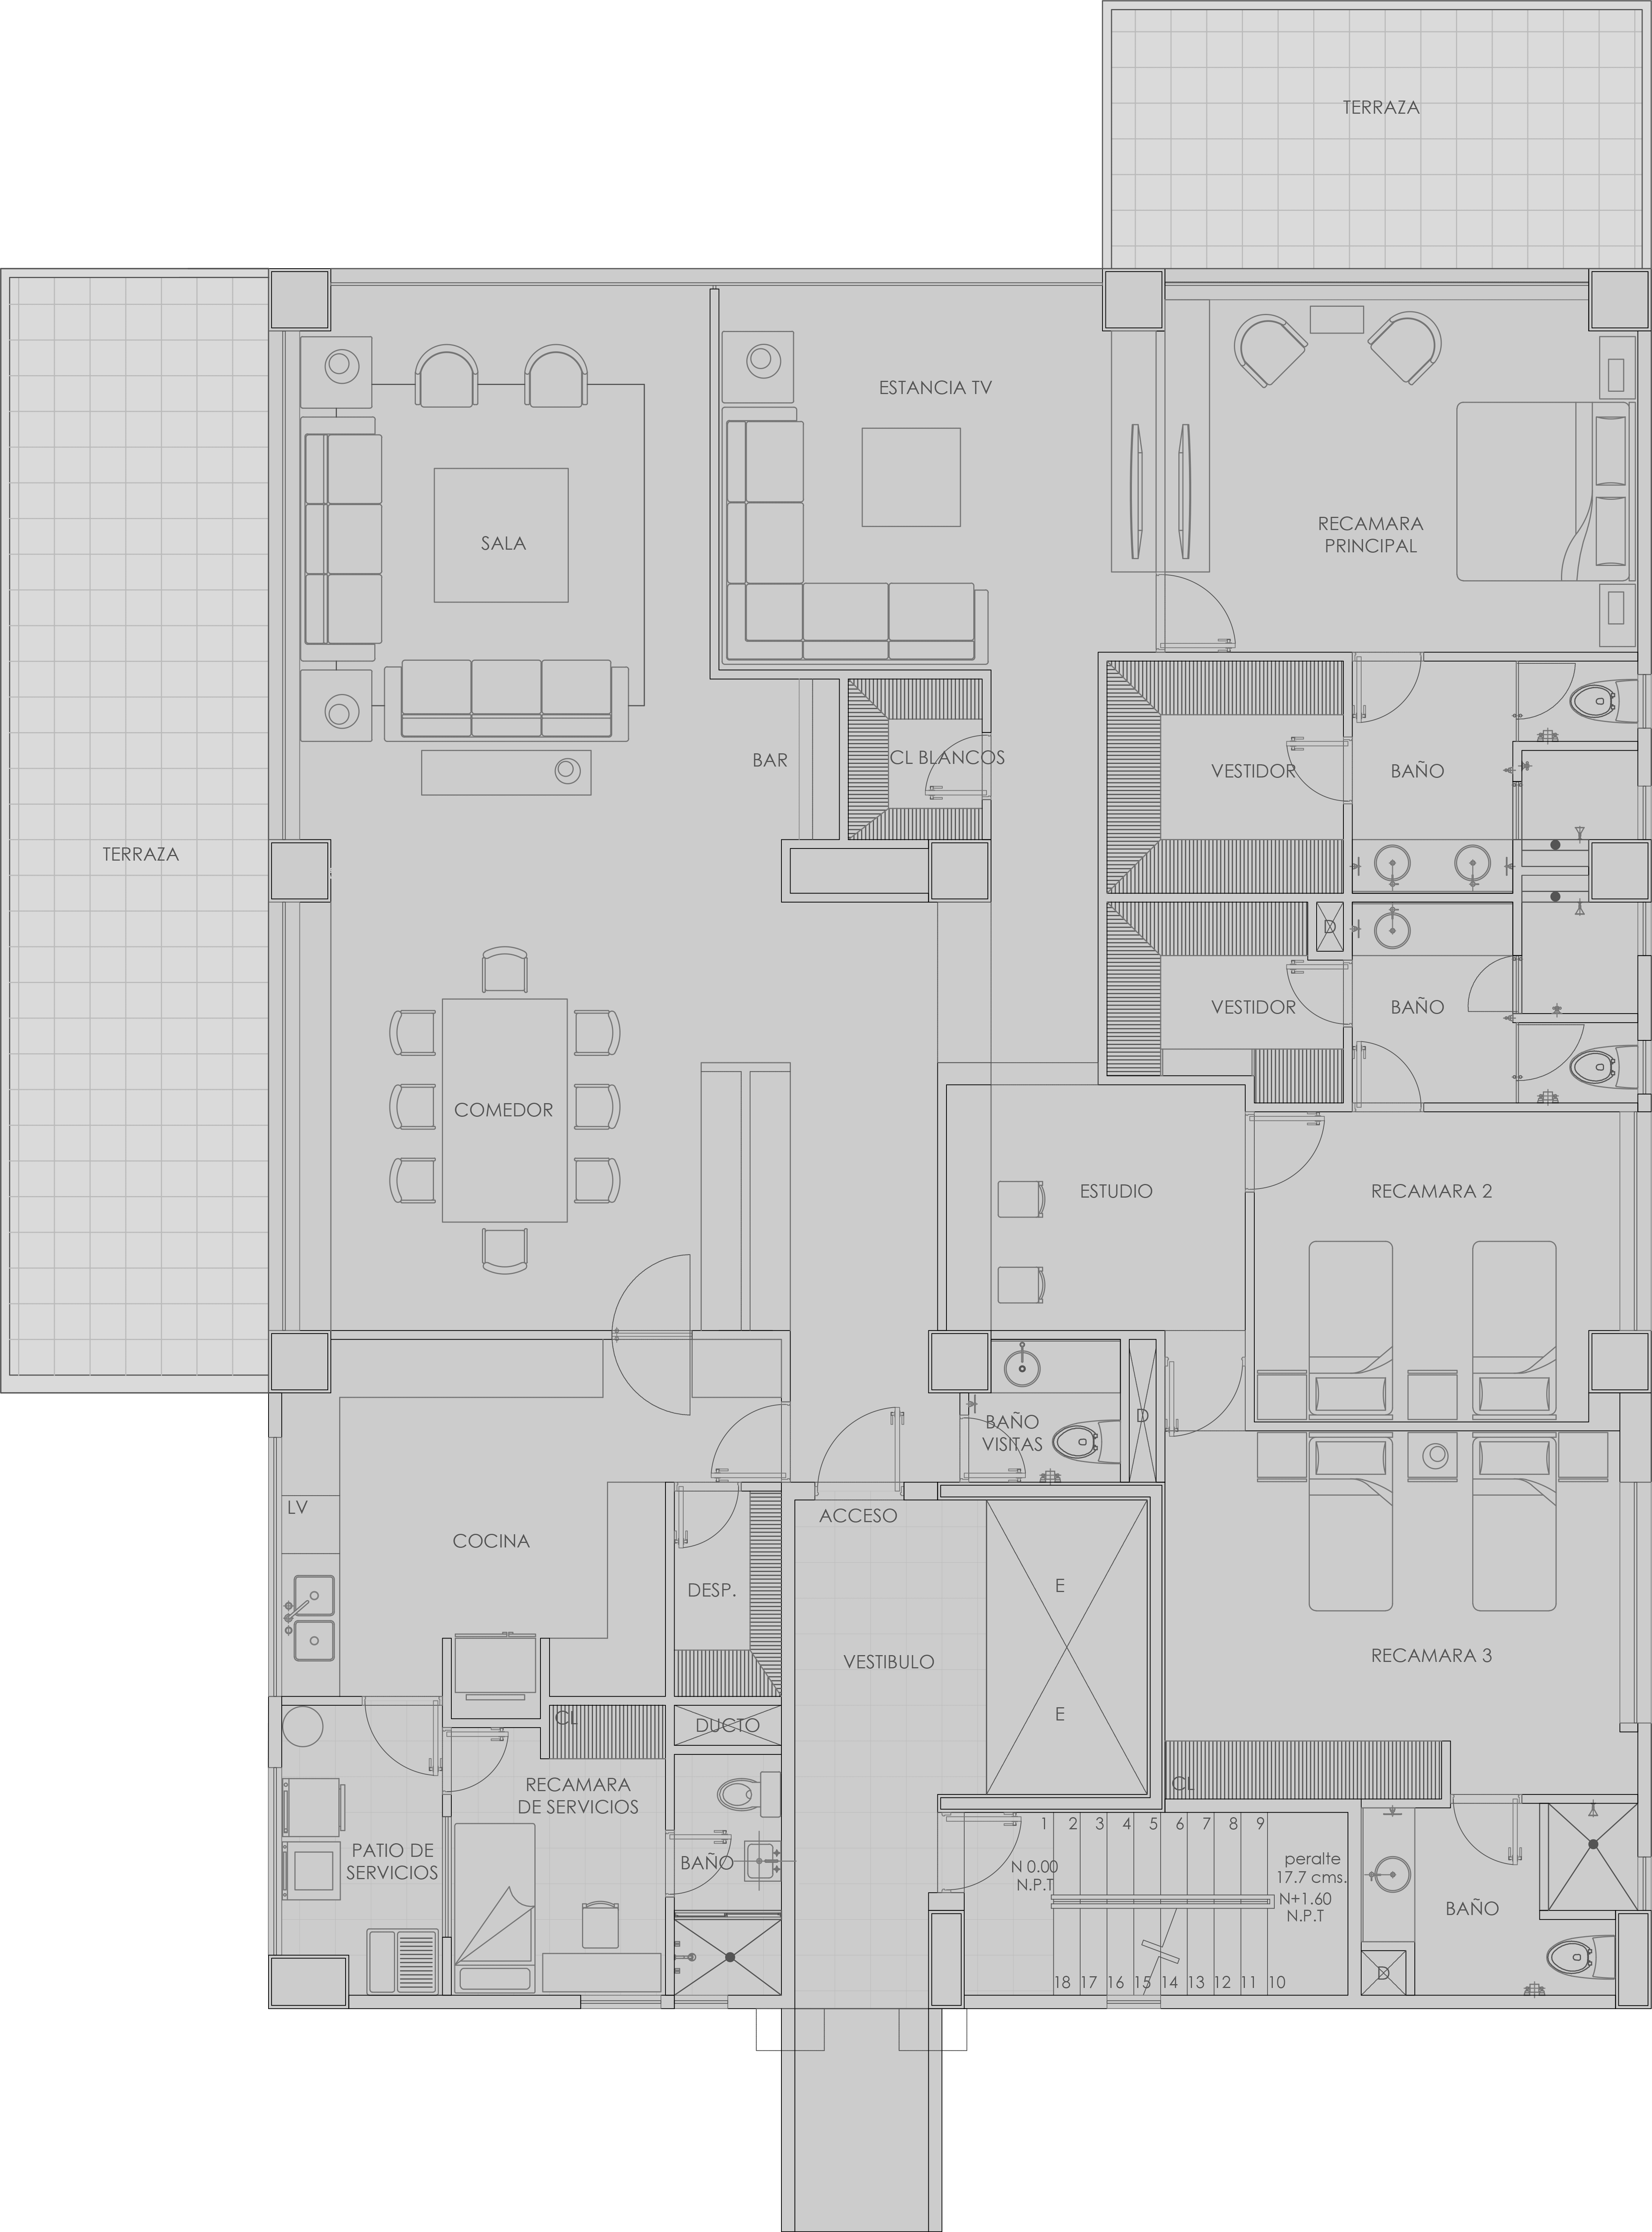 TERRAZA
ESTANCIA TV
RECAMARA
PRINCIPAL
SALA
BAR
CL BLANCOS
VESTIDOR
BAÑO
TERRAZA
D
VESTIDOR
BAÑO
COMEDOR
ESTUDIO
RECAMARA 2
BAÑO
VISITAS
D
LV
ACCESO
COCINA
DESP.
E
VESTIBULO
RECAMARA 3
E
CL
DUCTO
RECAMARA
DE SERVICIOS
CL
PATIO DE
SERVICIOS
BAÑO
1 2 3 4 5 6 7 8 9
N 0.00
N.P.T
peralte
17.7 cms.
N+1.60
N.P.T
BAÑO
18 17 16 15 14 13 12 11 10
D